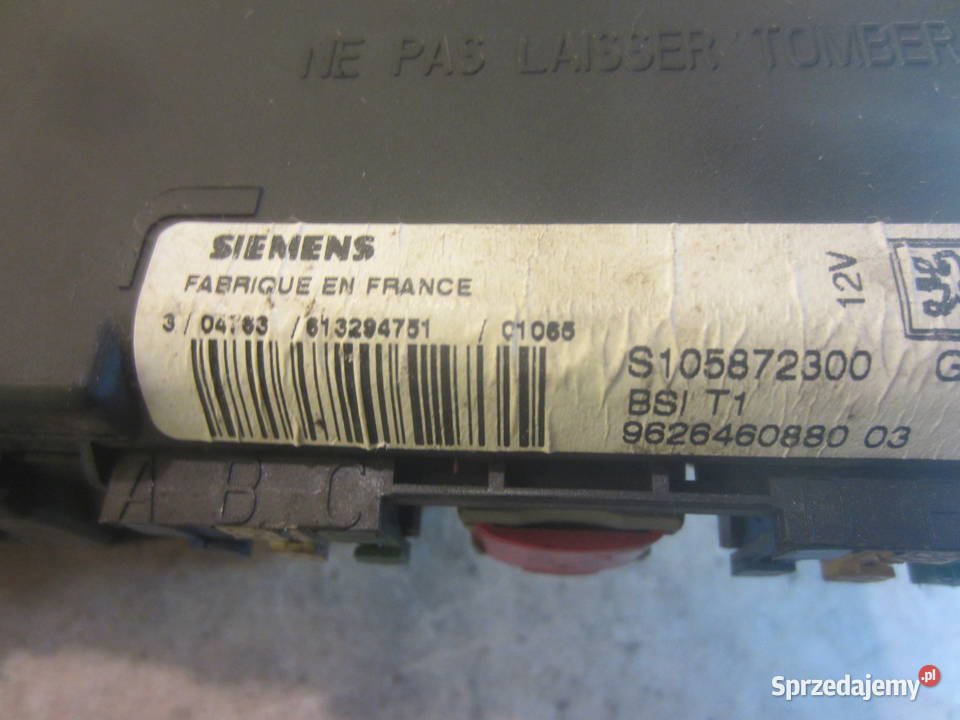 NE PAS LAISSER TOMBER
SIEMENS
FABRIQUE EN FRANCE
3 / 04763 / 613294751 / 01065
12V
S105872300 G
BSI T1
9626460880 03
A B C
Sprzedajemy.pl